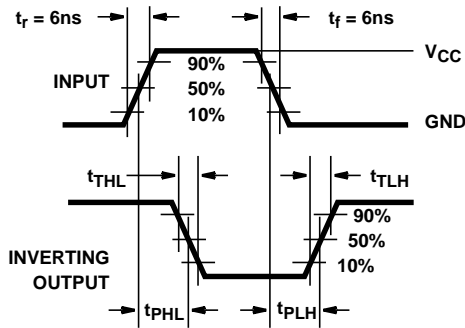 tr = 6ns
tf = 6ns
VCC
90%
INPUT
50%
10%
GND
tTHL
tTLH
90%
50%
INVERTING
10%
OUTPUT
tPHL
tPLH